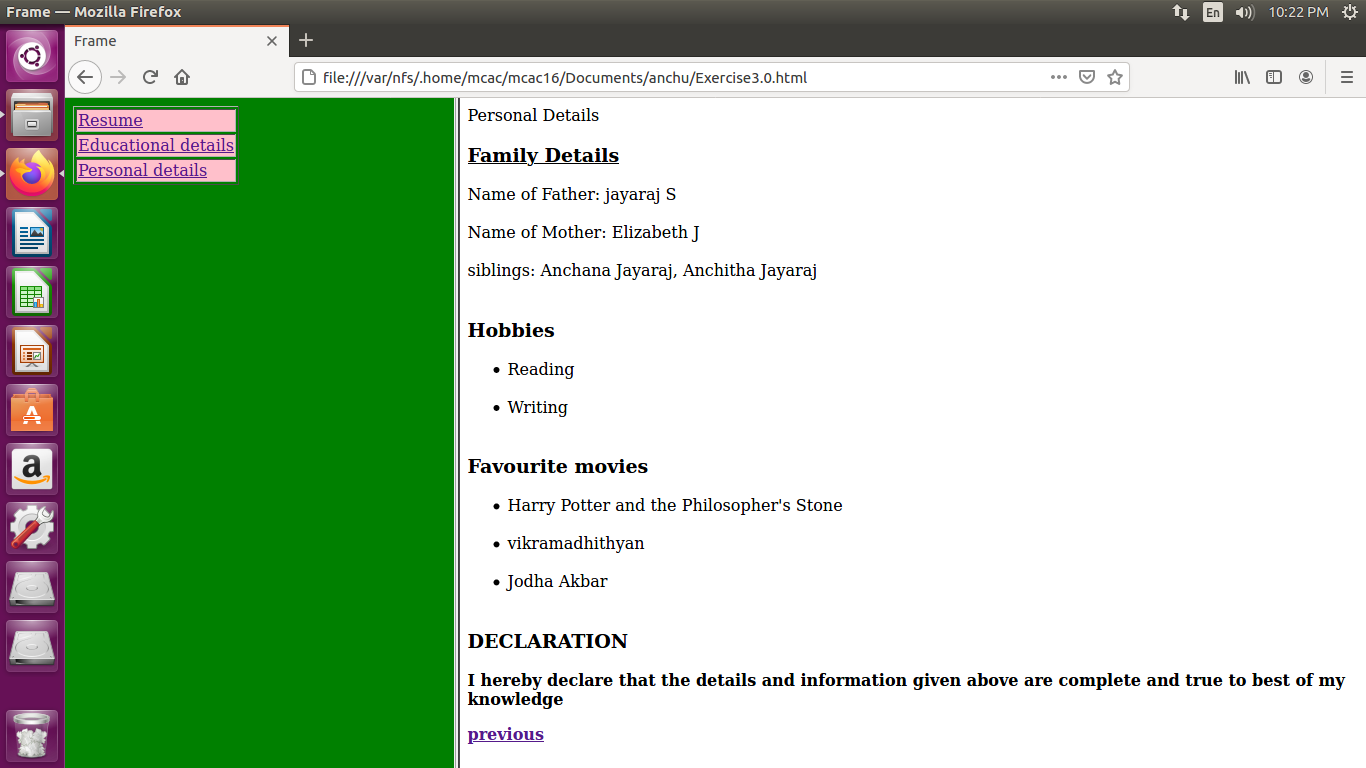 Frame — Mozilla Firefox
En
10:22 PM
Frame
file:///var/nfs/.home/mcac/mcac16/Documents/anchu/Exercise3.0.html
Resume
Educational details
Personal details
Personal Details
Family Details
Name of Father: jayaraj S
Name of Mother: Elizabeth J
siblings: Anchana Jayaraj, Anchitha Jayaraj
Hobbies
• Reading
• Writing
Favourite movies
• Harry Potter and the Philosopher's Stone
• vikramadhithyan
• Jodha Akbar
DECLARATION
I hereby declare that the details and information given above are complete and true to best of my
knowledge
previous